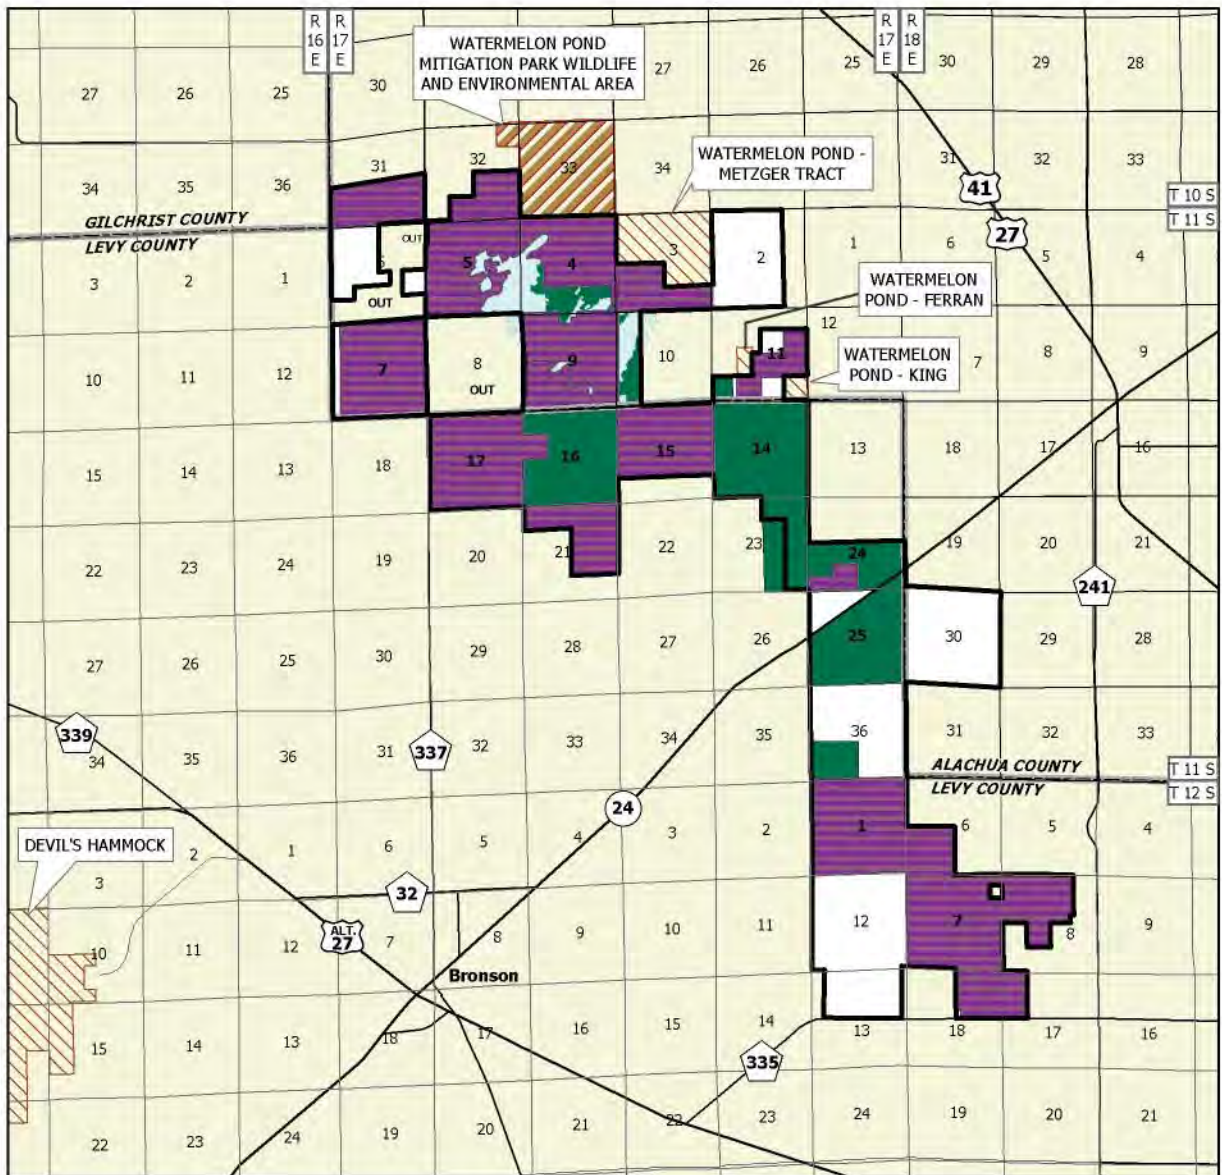 R
16
E
R
17
E
R
17
E
R
18
E
WATERMELON POND
MITIGATION PARK WILDLIFE
AND ENVIRONMENTAL AREA
27 26 25 30 27 26 25 30 29 28
WATERMELON POND -
METZGER TRACT
34 35 36 31 32 33 34 31 32 33
41
27
T 10 S
T 11 S
GILCHRIST COUNTY
LEVY COUNTY
OUT
OUT
3 2 1 6 5 4 3 2 1 6 5 4
WATERMELON
POND - FERRAN
WATERMELON
POND - KING
10 11 12 7 8 9 10 11 12 7 8 9
OUT
15 14 13 18 17 16 15 14 13 18 17 16
22 23 24 19 20 21 22 23 24 19 20 21
241
27 26 25 30 29 28 27 26 25 30 29 28
339
337
34 35 36 31 32 33 34 35 36 31 32 33
ALACHUA COUNTY
LEVY COUNTY
T 11 S
T 12 S
24
DEVIL'S HAMMOCK
3 2 1 6 5 4 3 2 1 6 5 4
32
ALT.
27
10 11 12 7 8 9 10 11 12 7 8 9
Bronson
15 14 13 18 17 16 15 14 13 18 17 16
335
22 23 24 19 20 21 22 23 24 19 20 21